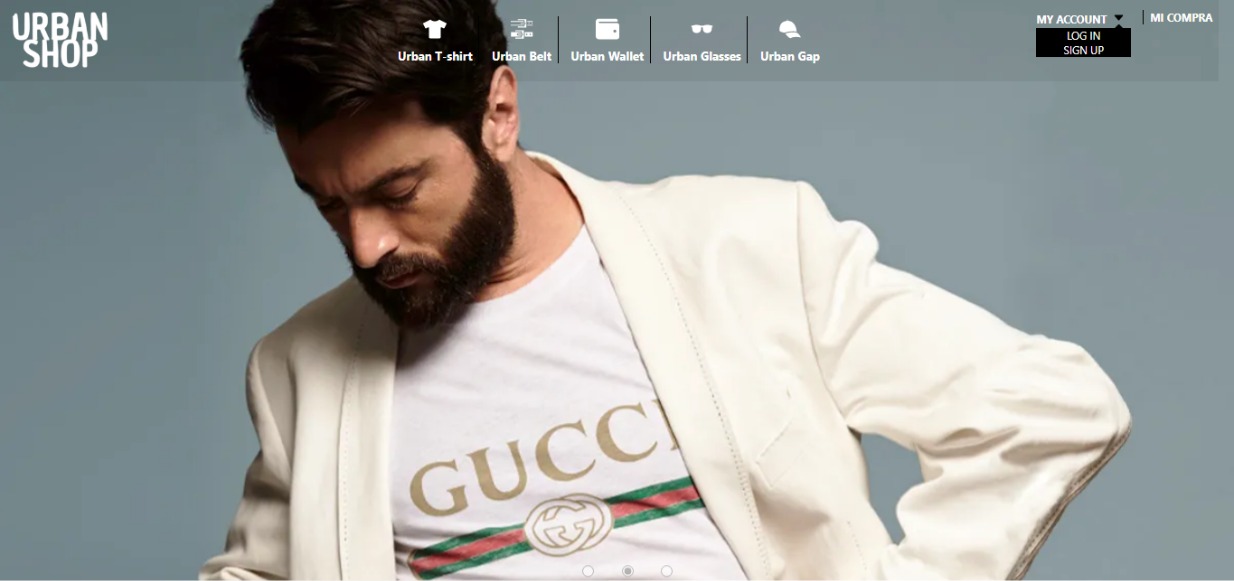 URBAN
SHOP
Urban T-shirt
Urban Belt
Urban Wallet
Urban Glasses
Urban Gap
MY ACCOUNT
MI COMPRA
LOG IN
SIGN UP
GUCCI